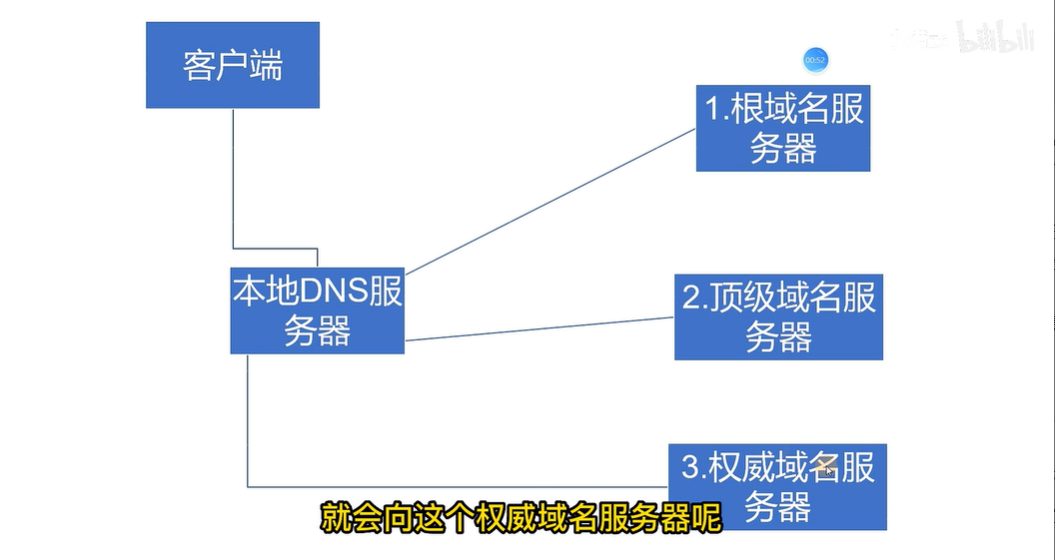 客户端
bilibili
00:52
1.根域名服
务器
本地DNS服
务器
2.顶级域名服
务器
3.权威域名服
务器
就会向这个权威域名服务器呢